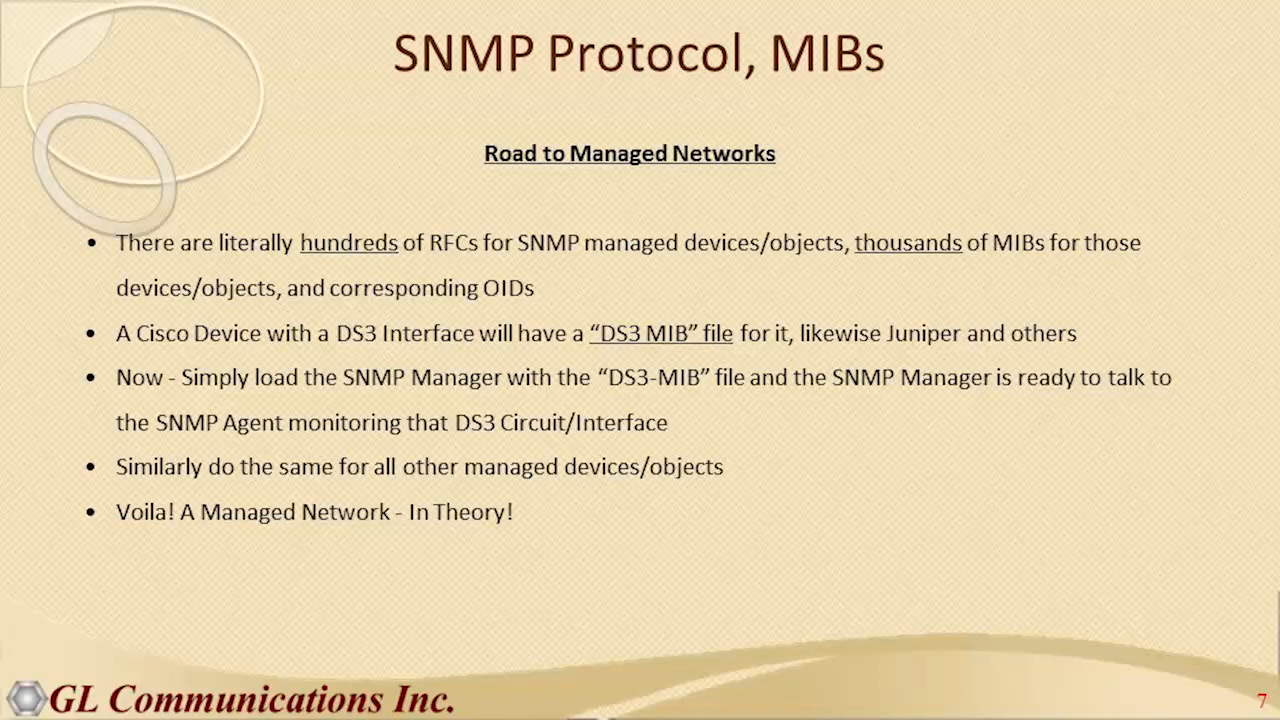 SNMP Protocol, MIBs
Road to Managed Networks
• There are literally hundreds of RFCs for SNMP managed devices/objects, thousands of MIBs for those
devices/objects, and corresponding OIDs
• A Cisco Device with a DS3 Interface will have a “DS3 MIB” file for it, likewise Juniper and others
• Now - Simply load the SNMP Manager with the “DS3-MIB” file and the SNMP Manager is ready to talk to
the SNMP Agent monitoring that DS3 Circuit/Interface
• Similarly do the same for all other managed devices/objects
• Voila! A Managed Network - In Theory!
GL Communications Inc.
7